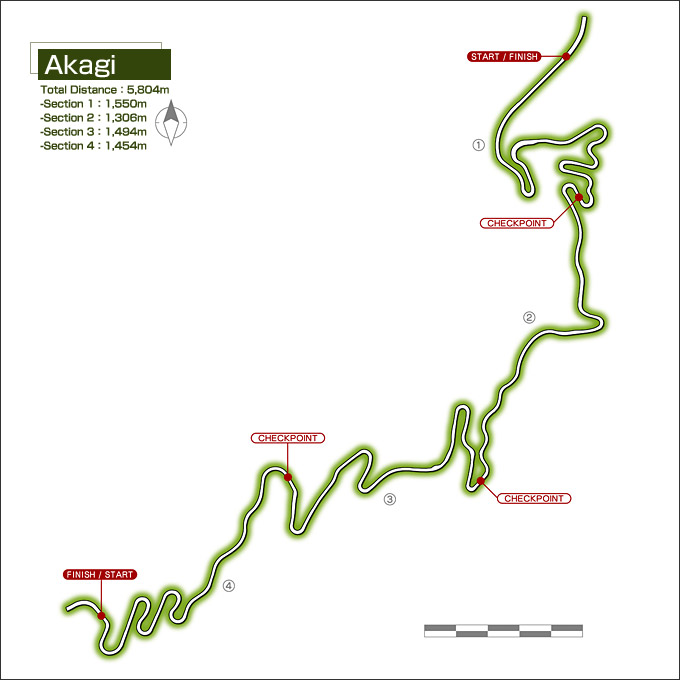 Akagi
Total Distance : 5,804m
-Section 1 : 1,550m
-Section 2 : 1,306m
-Section 3 : 1,494m
-Section 4 : 1,454m
START / FINISH
①
CHECKPOINT
②
CHECKPOINT
CHECKPOINT
③
FINISH / START
④